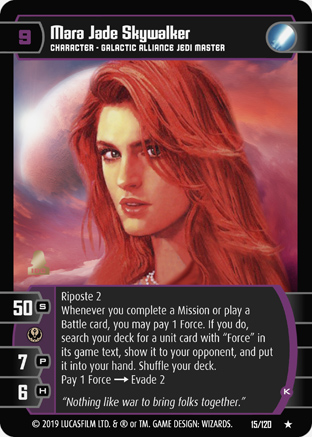 9
Mara Jade Skywalker
CHARACTER - GALACTIC ALLIANCE JEDI MASTER
50 S
7 P
6 H
Riposte 2
Whenever you complete a Mission or play a
Battle card, you may pay 1 Force. If you do,
search your deck for a unit card with “Force” in
its game text, show it to your opponent, and put
it into your hand. Shuffle your deck.
Pay 1 Force → Evade 2
“Nothing like war to bring folks together.”
K
© 2019 LUCASFILM LTD. & ® or TM. GAME DESIGN: WIZARDS.
15/120 ★